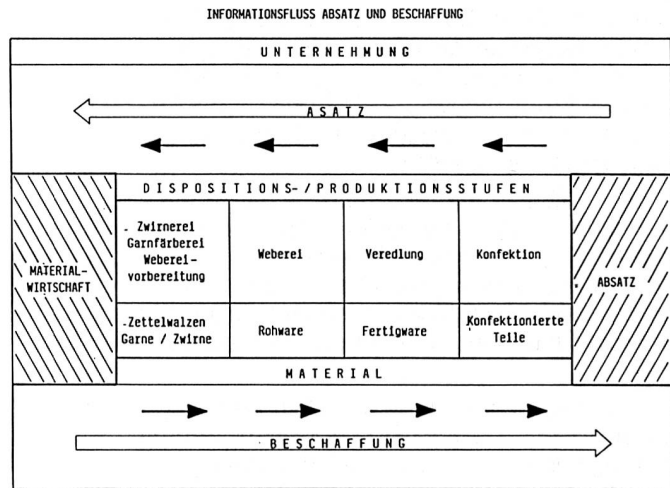 INFORMATIONSFLUSS ABSATZ UND BESCHAFFUNG
UNTERNEHMUNG
ASATZ
DISPOSITIONS-/PRODUKTIONSSTUFEN
MATERIAL-
WIRTSCHAFT
Zwirnerei
Garnfärberei
Weberei-
vorbereitung
Weberei
Veredlung
Konfektion
ABSATZ
Zettelwalzen
Garne / Zwirne
Rohware
Fertigware
Konfektionierte
Teile
MATERIAL
BESCHAFFUNG